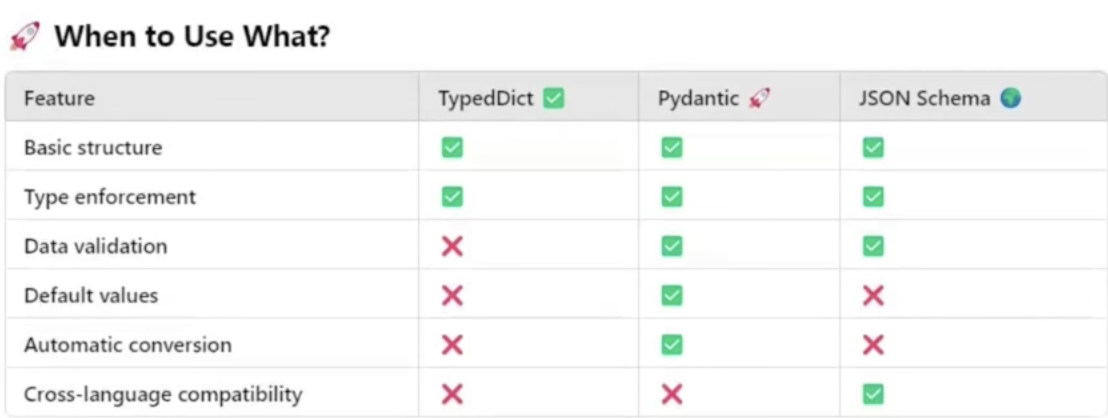 🚀 When to Use What?
Feature TypedDict ✅ Pydantic 🚀 JSON Schema 🌍
Basic structure ✅ ✅ ✅
Type enforcement ✅ ✅ ✅
Data validation ❌ ✅ ✅
Default values ❌ ✅ ❌
Automatic conversion ❌ ✅ ❌
Cross-language compatibility ❌ ❌ ✅